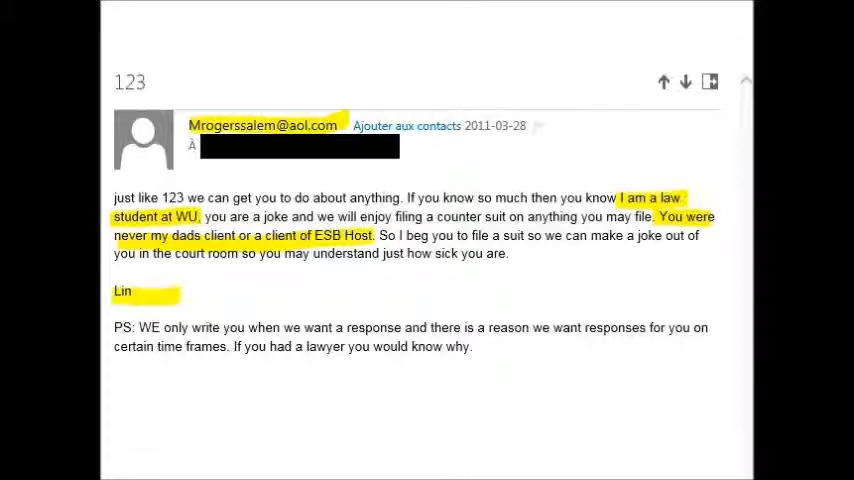 123
Mrogerssalem@aol.com Ajouter aux contacts 2011-03-28
À
just like 123 we can get you to do about anything. If you know so much then you know I am a law
student at WU, you are a joke and we will enjoy filing a counter suit on anything you may file. You were
never my dads client or a client of ESB Host. So I beg you to file a suit so we can make a joke out of
you in the court room so you may understand just how sick you are.
Lin
PS: WE only write you when we want a response and there is a reason we want responses for you on
certain time frames. If you had a lawyer you would know why.